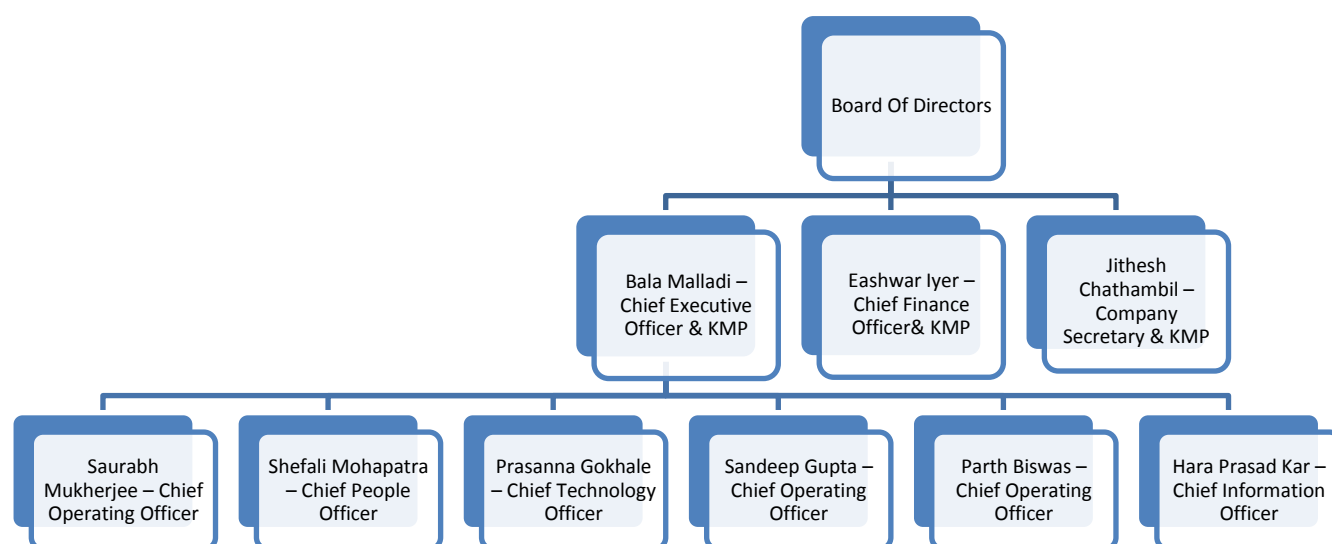 Board Of Directors
Bala Malladi –
Chief Executive
Officer & KMP
Eashwar Iyer –
Chief Finance
Officer& KMP
Jithesh
Chathambil –
Company
Secretary & KMP
Saurabh
Mukherjee – Chief
Operating Officer
Shefali Mohapatra
– Chief People
Officer
Prasanna Gokhale
– Chief Technology
Officer
Sandeep Gupta –
Chief Operating
Officer
Parth Biswas –
Chief Operating
Officer
Hara Prasad Kar –
Chief Information
Officer